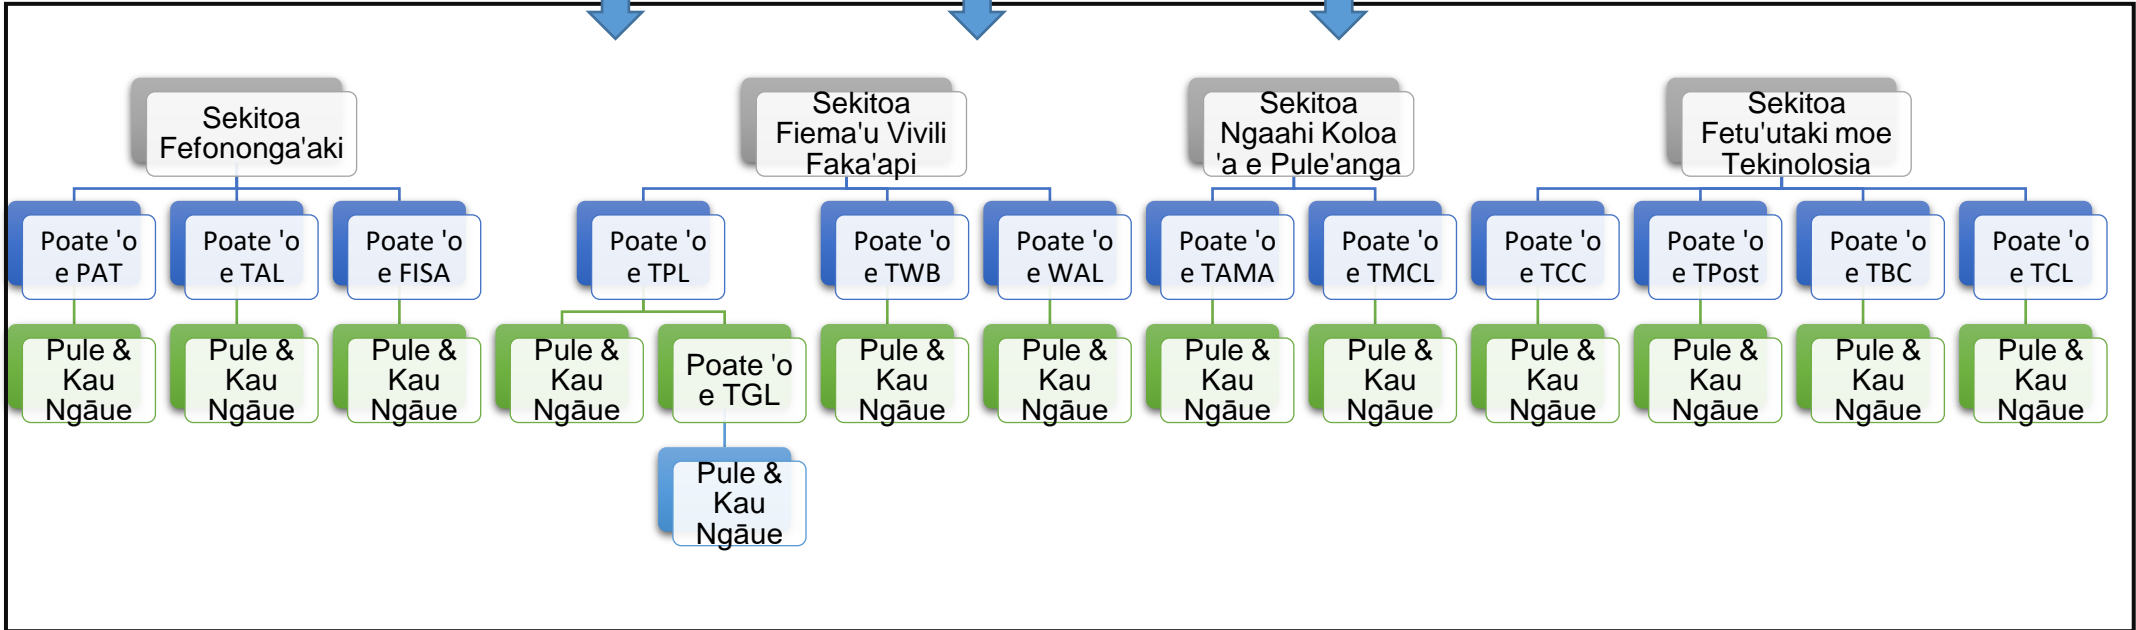 Sekitoa
Fefononga'aki
Sekitoa
Fiema'u Vivili
Faka'api
Sekitoa
Ngaahi Koloa
'a e Pule'anga
Sekitoa
Fetu'utaki moe
Tekinolosia
Poate 'o
e PAT
Poate 'o
e TAL
Poate 'o
e FISA
Poate 'o
e TPL
Poate 'o
e TWB
Poate 'o
e WAL
Poate 'o
e TAMA
Poate 'o
e TMCL
Poate 'o
e TCC
Poate 'o
e TPost
Poate 'o
e TBC
Poate 'o
e TCL
Pule &
Kau
Ngāue
Pule &
Kau
Ngāue
Pule &
Kau
Ngāue
Pule &
Kau
Ngāue
Poate 'o
e TGL
Pule &
Kau
Ngāue
Pule &
Kau
Ngāue
Pule &
Kau
Ngāue
Pule &
Kau
Ngāue
Pule &
Kau
Ngāue
Pule &
Kau
Ngāue
Pule &
Kau
Ngāue
Pule &
Kau
Ngāue
Pule &
Kau
Ngāue